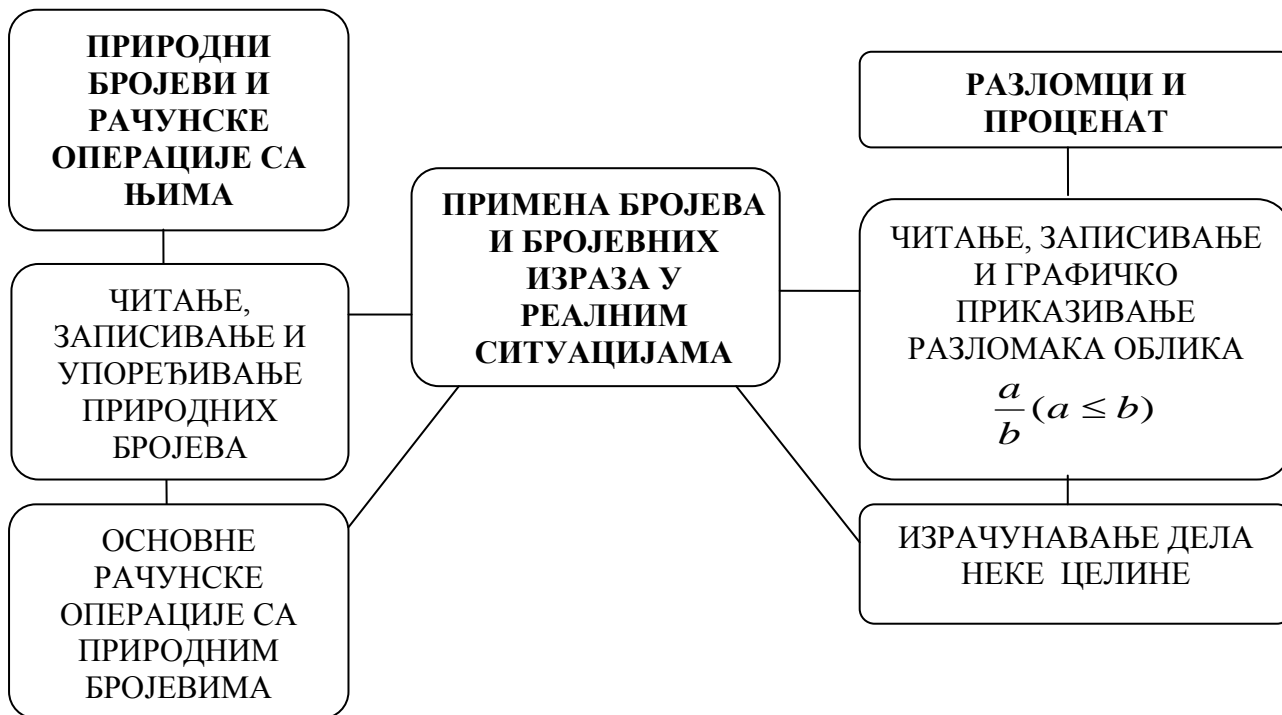 ПРИРОДНИ
БРОЈЕВИ И
РАЧУНСКЕ
ОПЕРАЦИЈЕ СА
ЊИМА
ЧИТАЊЕ,
ЗАПИСИВАЊЕ И
УПОРЕЂИВАЊЕ
ПРИРОДНИХ
БРОЈЕВА
ОСНОВНЕ
РАЧУНСКЕ
ОПЕРАЦИЈЕ СА
ПРИРОДНИМ
БРОЈЕВИМА
ПРИМЕНА БРОЈЕВА
И БРОЈЕВНИХ
ИЗРАЗА У
РЕАЛНИМ
СИТУАЦИЈАМА
РАЗЛОМЦИ И
ПРОЦЕНАТ
ЧИТАЊЕ, ЗАПИСИВАЊЕ
И ГРАФИЧКО
ПРИКАЗИВАЊЕ
РАЗЛОМАКА ОБЛИКА
a/b (a ≤ b)
ИЗРАЧУНАВАЊЕ ДЕЛА
НЕКЕ ЦЕЛИНЕ